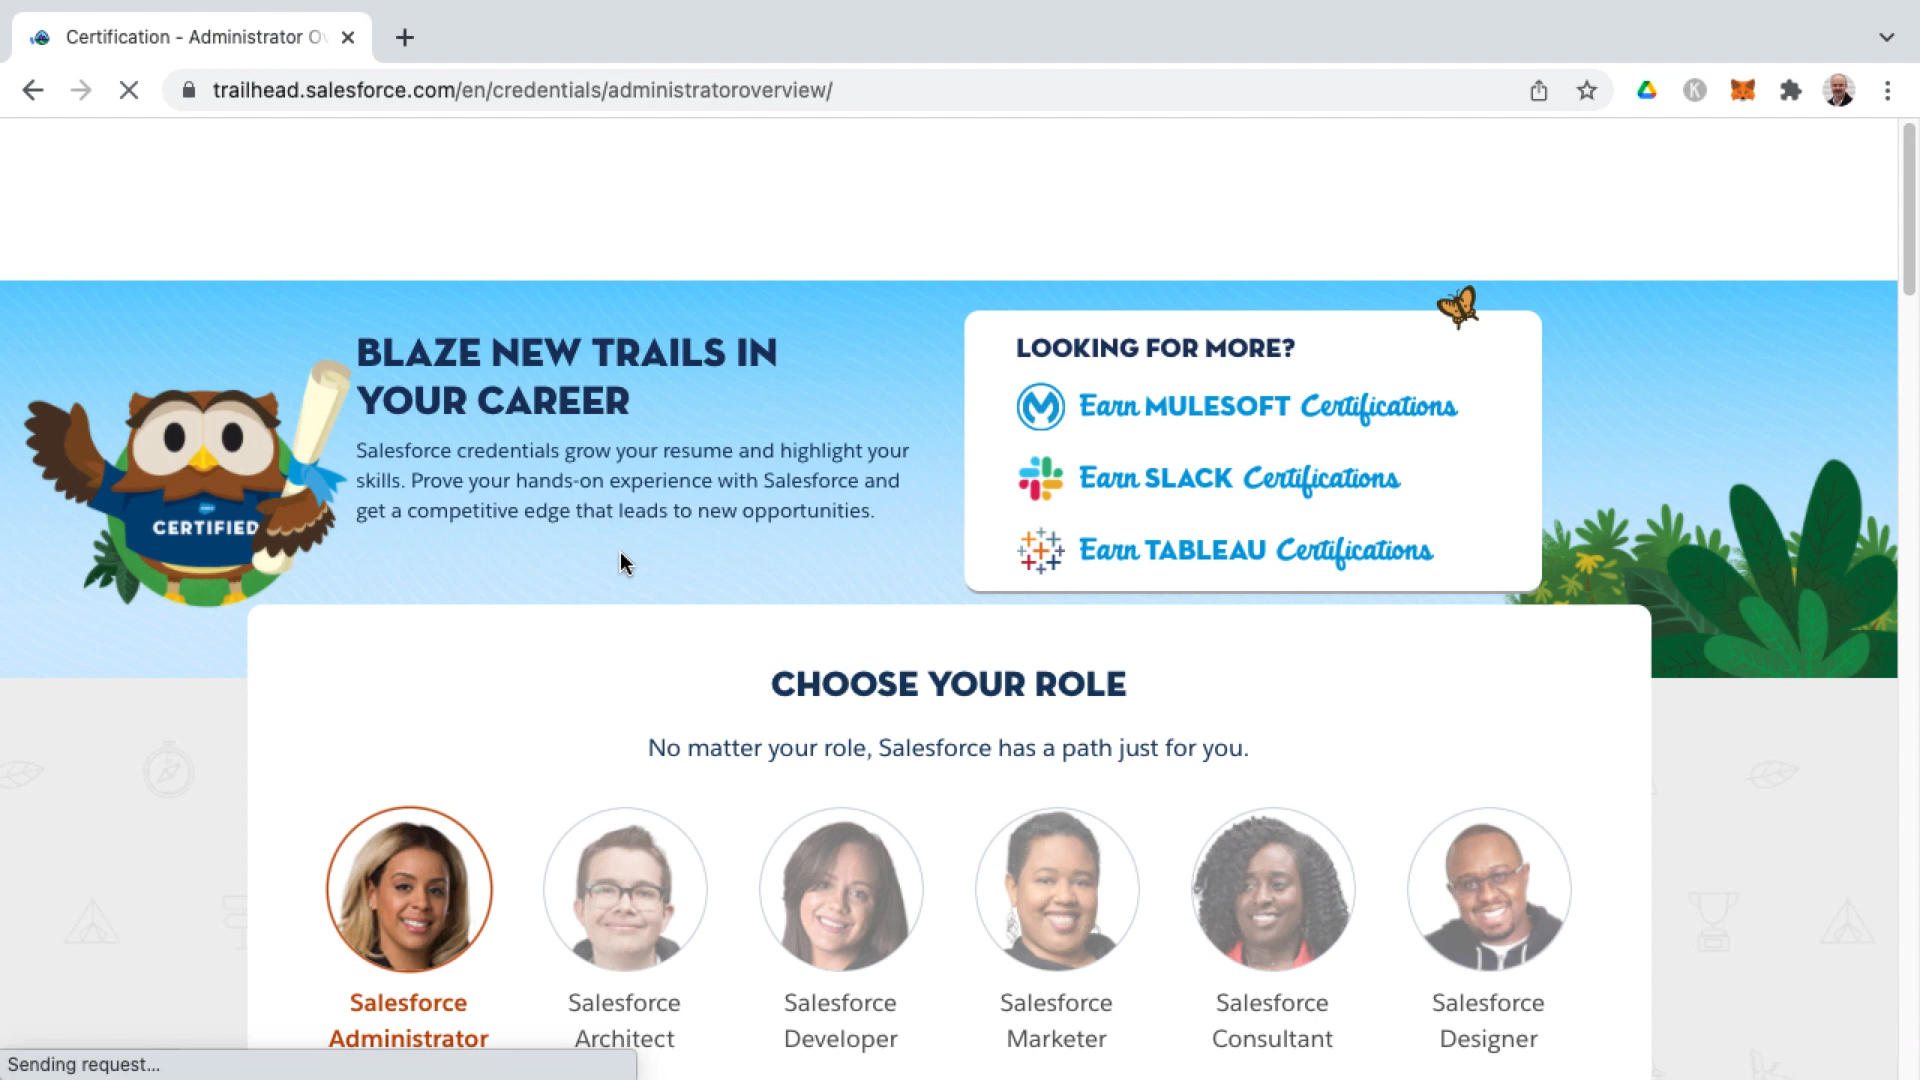 Certification - Administrator Ov
trailhead.salesforce.com/en/credentials/administratoroverview/
K
BLAZE NEW TRAILS IN
YOUR CAREER
Salesforce credentials grow your resume and highlight your
skills. Prove your hands-on experience with Salesforce and
get a competitive edge that leads to new opportunities.
CERTIFIED
LOOKING FOR MORE?
Earn MULESOFT Certifications
Earn SLACK Certifications
Earn TABLEAU Certifications
CHOOSE YOUR ROLE
No matter your role, Salesforce has a path just for you.
Salesforce
Administrator
Salesforce
Architect
Salesforce
Developer
Salesforce
Marketer
Salesforce
Consultant
Salesforce
Designer
Sending request...